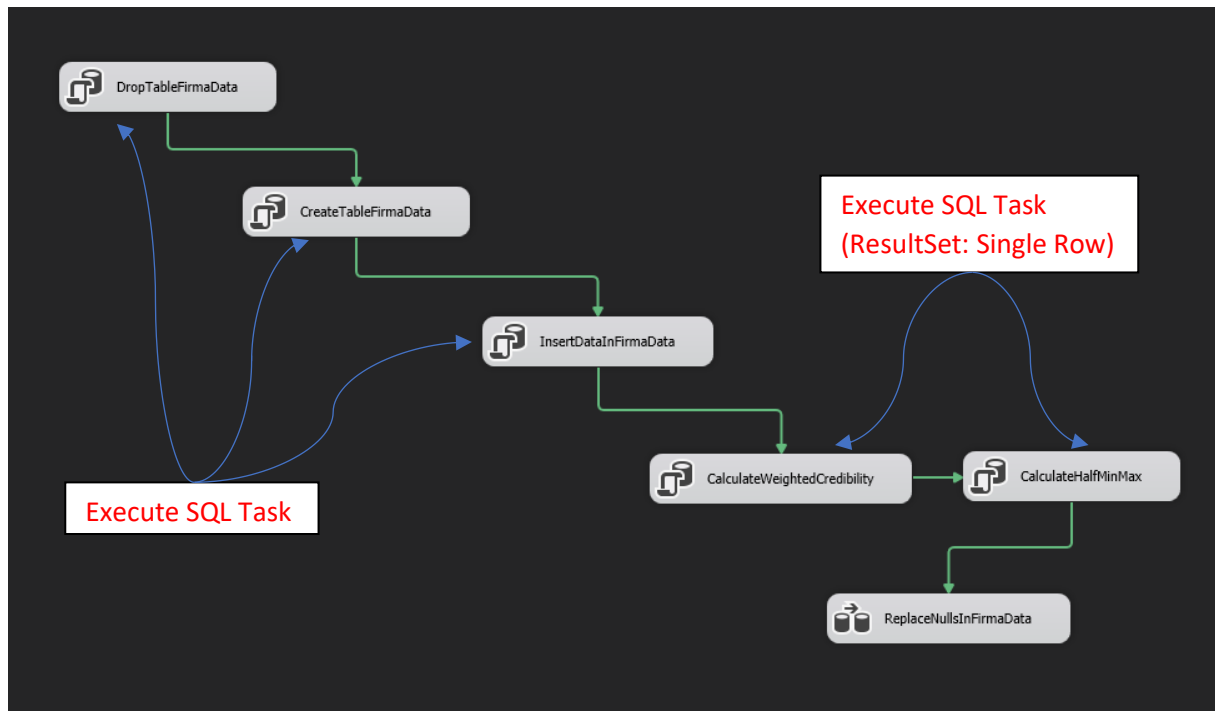 DropTableFirmaData
CreateTableFirmaData
Execute SQL Task
(ResultSet: Single Row)
InsertDataInFirmaData
CalculateWeightedCredibility
CalculateHalfMinMax
Execute SQL Task
ReplaceNullsInFirmaData